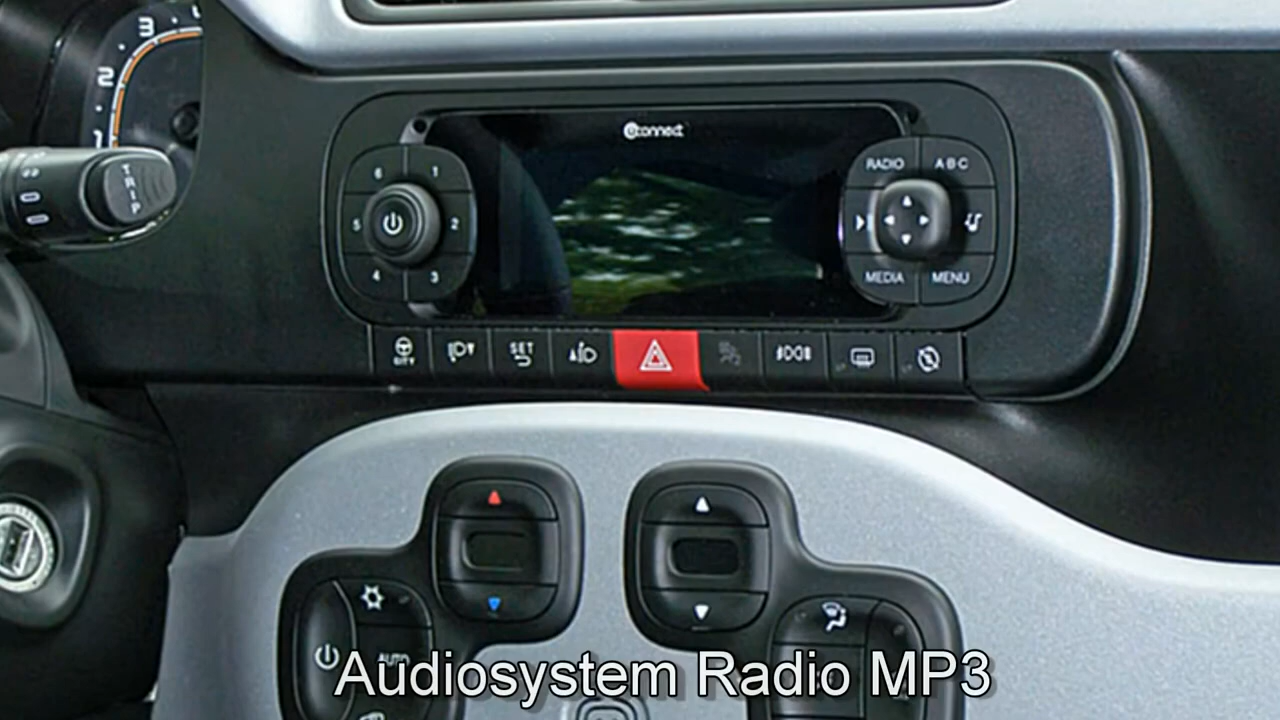 3
2
1
TRIP
uconnect
6 1
5 2
4 3
RADIO ABC
MEDIA MENU
CITY
SET
AUTO
Audiosystem Radio MP3